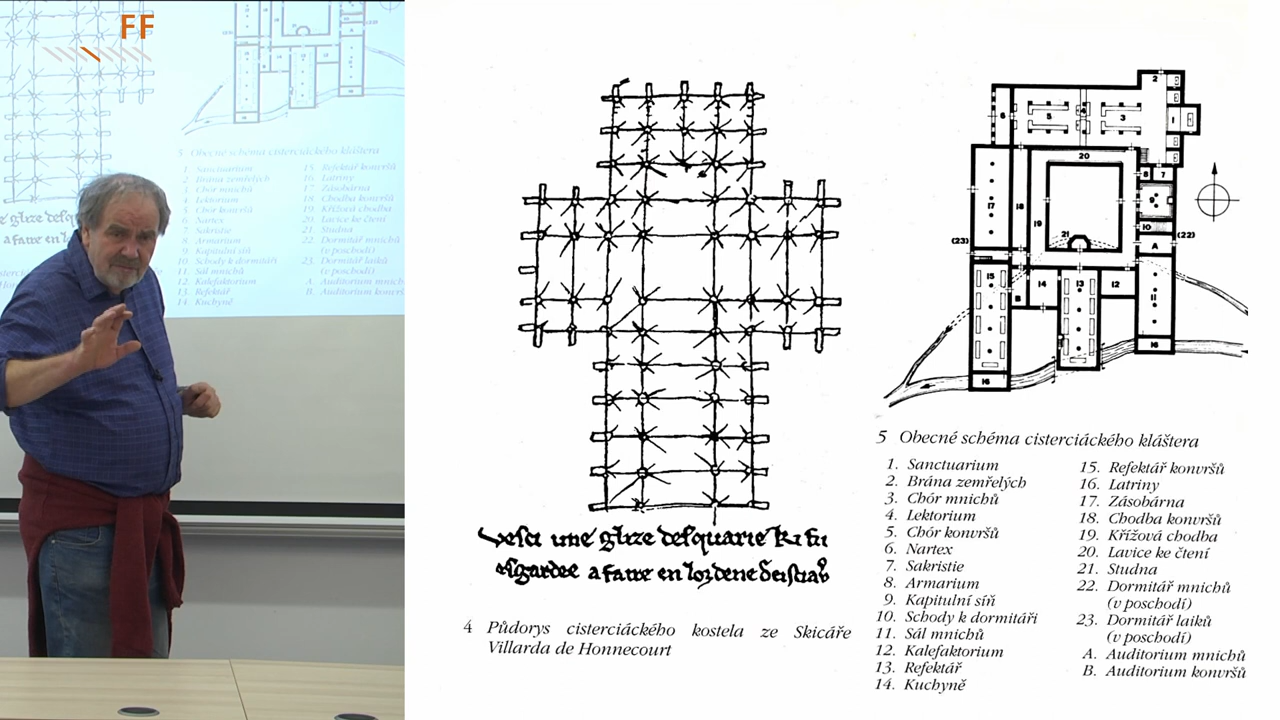 FF
vesci une glize desquarie ki fu
esgardee a faire en lordene
4 Půdorys cisterciáckého kostela ze Skicáře
Villarda de Honnecourt
5 Obecné schéma cisterciáckého kláštera
1. Sanctuarium
2. Brána zemřelých
3. Chór mnichů
4. Lektorium
5. Chór konvršů
6. Nartex
7. Sakristie
8. Armarium
9. Kapitulní síň
10. Schody k dormitáři
11. Sál mnichů
12. Kalefaktorium
13. Refektář
14. Kuchyně
15. Refektář konvršů
16. Latriny
17. Zásobárna
18. Chodba konvršů
19. Křížová chodba
20. Lavice ke čtení
21. Studna
22. Dormitář mnichů
(v poschodí)
23. Dormitář laiků
(v poschodí)
A. Auditorium mnichů
B. Auditorium konvršů